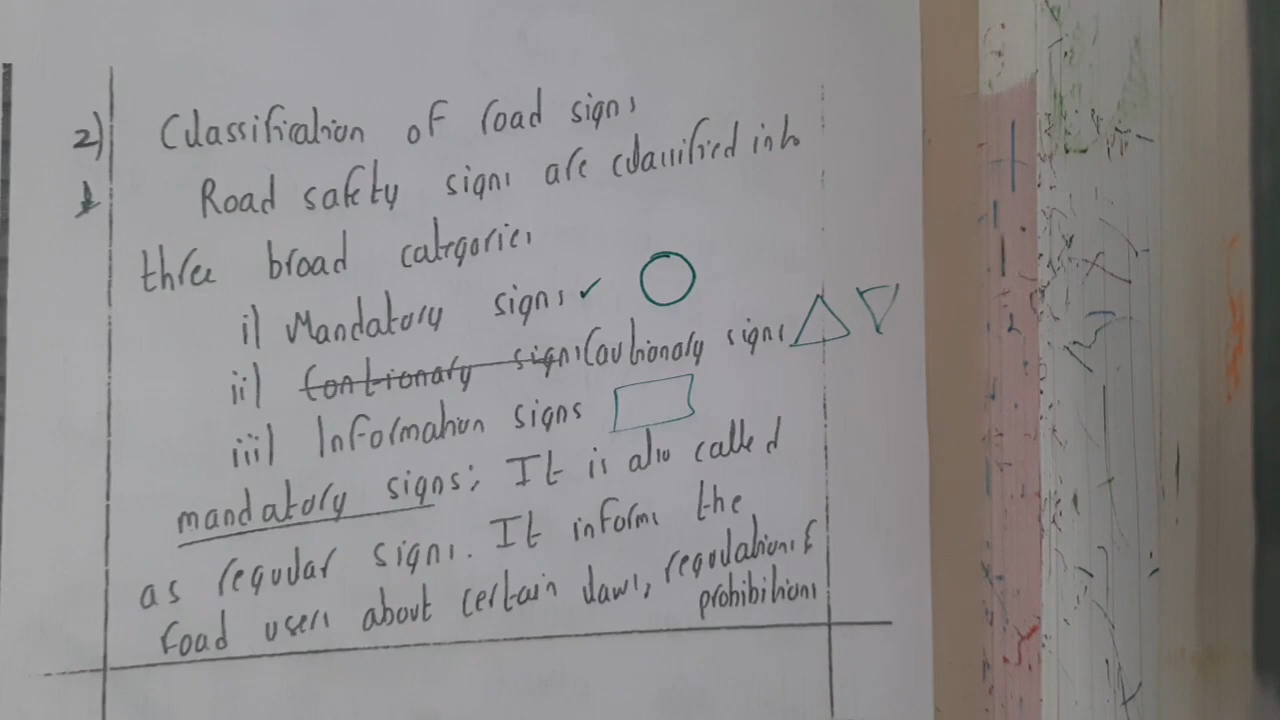 2) Classification of road signs
Road safety signs are classified into
three broad categories
i) Mandatory signs
ii) Contionary signs Cautionary signs
iii) Information signs
mandatory signs; It is also called
as regular signs. It informs the
road users about certain laws, regulations &
prohibitions